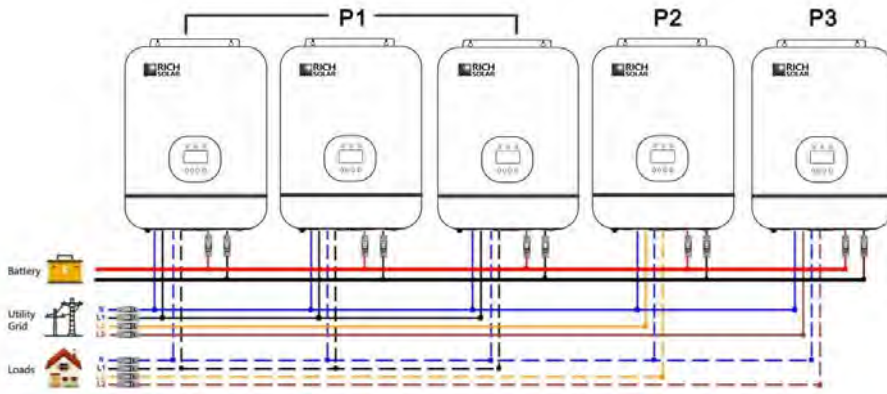 P1 P2 P3
RICH SOLAR
RICH SOLAR
RICH SOLAR
RICH SOLAR
RICH SOLAR
Battery
Utility Grid
N
L1
L2
L3
Loads
N
L1
L2
L3